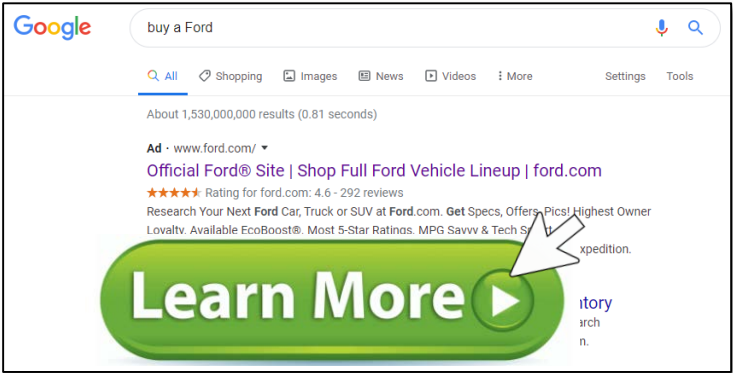 Google
buy a Ford
All Shopping Images News Videos More Settings Tools
About 1,530,000,000 results (0.81 seconds)
Ad · www.ford.com/
Official Ford® Site | Shop Full Ford Vehicle Lineup | ford.com
Rating for ford.com: 4.6 - 292 reviews
Research Your Next Ford Car, Truck or SUV at Ford.com. Get Specs, Offers, Pics! Highest Owner
Loyalty. Available EcoBoost®. Most 5-Star Ratings. MPG Savvy & Tech
xpedition.
Learn More
ntory
arch
n.